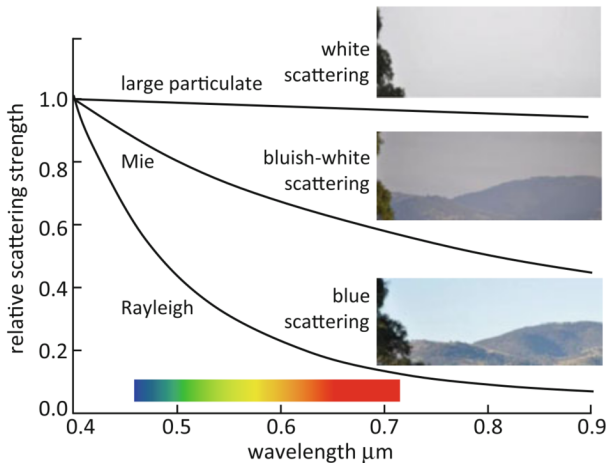 white
scattering
large particulate
1.0
Mie
bluish-white
scattering
0.8
0.6
0.4
Rayleigh
blue
scattering
0.2
0.0
relative scattering strength
0.4 0.5 0.6 0.7 0.8 0.9
wavelength μm